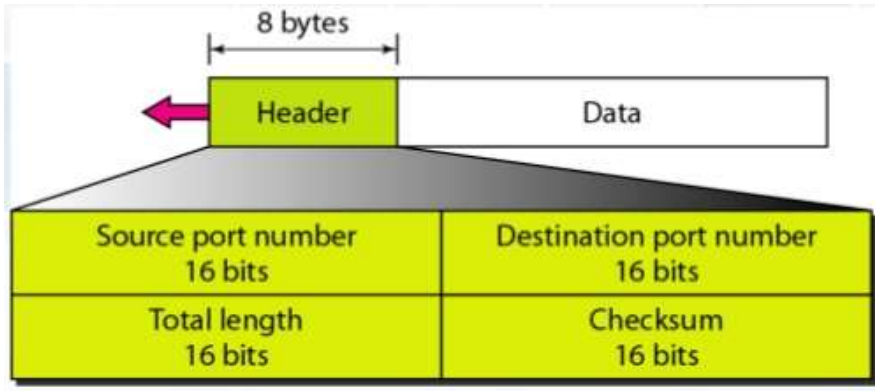 8 bytes
Header
Data
Source port number
16 bits
Destination port number
16 bits
Total length
16 bits
Checksum
16 bits